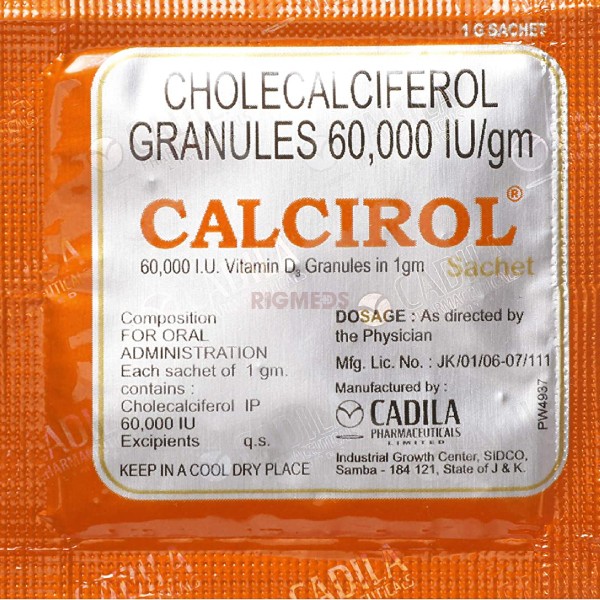 1 G SACHET
CHOLECALCIFEROL
GRANULES 60,000 IU/gm
CALCIROL®
60,000 I.U. Vitamin D₃ Granules in 1gm Sachet
RIGMEDS
Composition
FOR ORAL
ADMINISTRATION
Each sachet of 1 gm.
contains :
Cholecalciferol IP
60,000 IU
Excipients q.s.
KEEP IN A COOL DRY PLACE
DOSAGE : As directed by
the Physician
Mfg. Lic. No. : JK/01/06-07/111
Manufactured by :
CADILA
PHARMACEUTICALS
LIMITED
Industrial Growth Center, SIDCO,
Samba - 184 121, State of J & K.
PW4937
CADILA